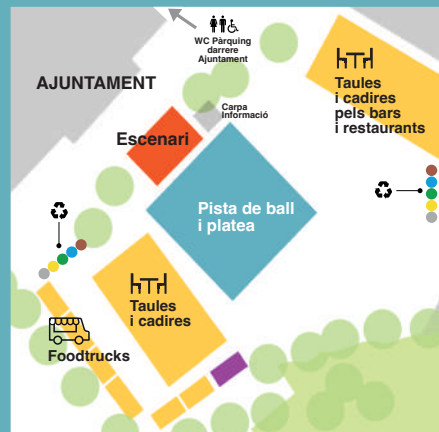 WC Pàrquing
darrere
Ajuntament
AJUNTAMENT
Taules
i cadires
pels bars
i restaurants
Carpa
Informació
Escenari
Pista de ball
i platea
Taules
i cadires
Foodtrucks